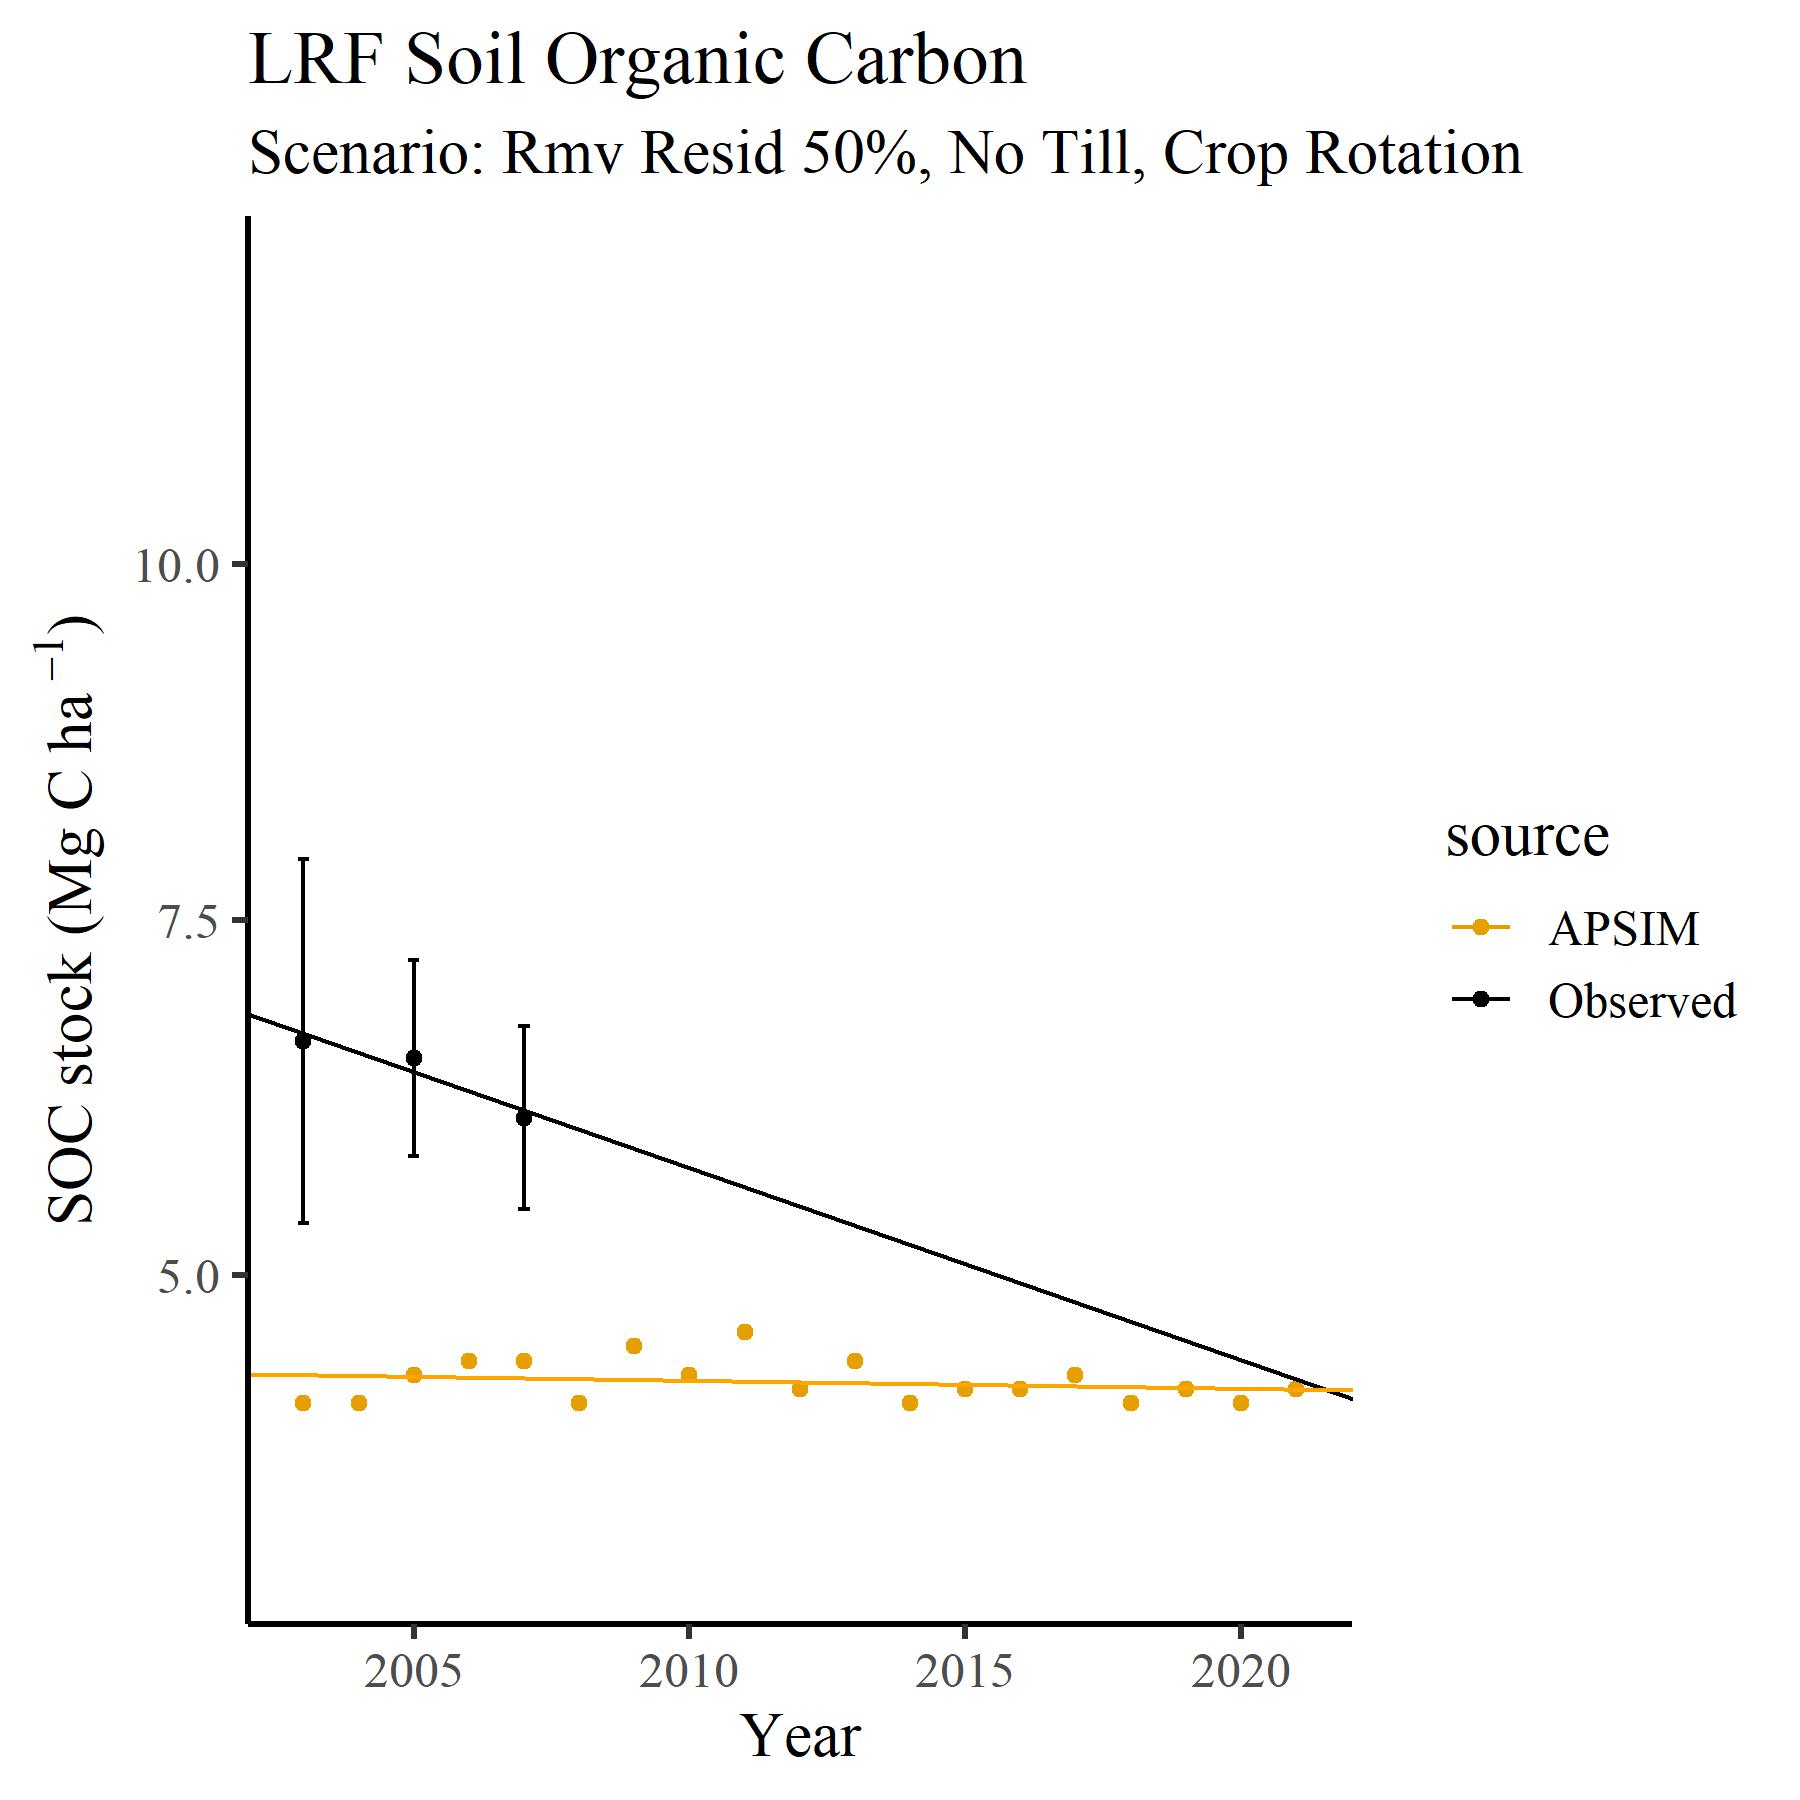 LRF Soil Organic Carbon
Scenario: Rmv Resid 50%, No Till, Crop Rotation
SOC stock (Mg C ha⁻¹)
10.0
7.5
5.0
2005 2010 2015 2020
Year
source
APSIM
Observed